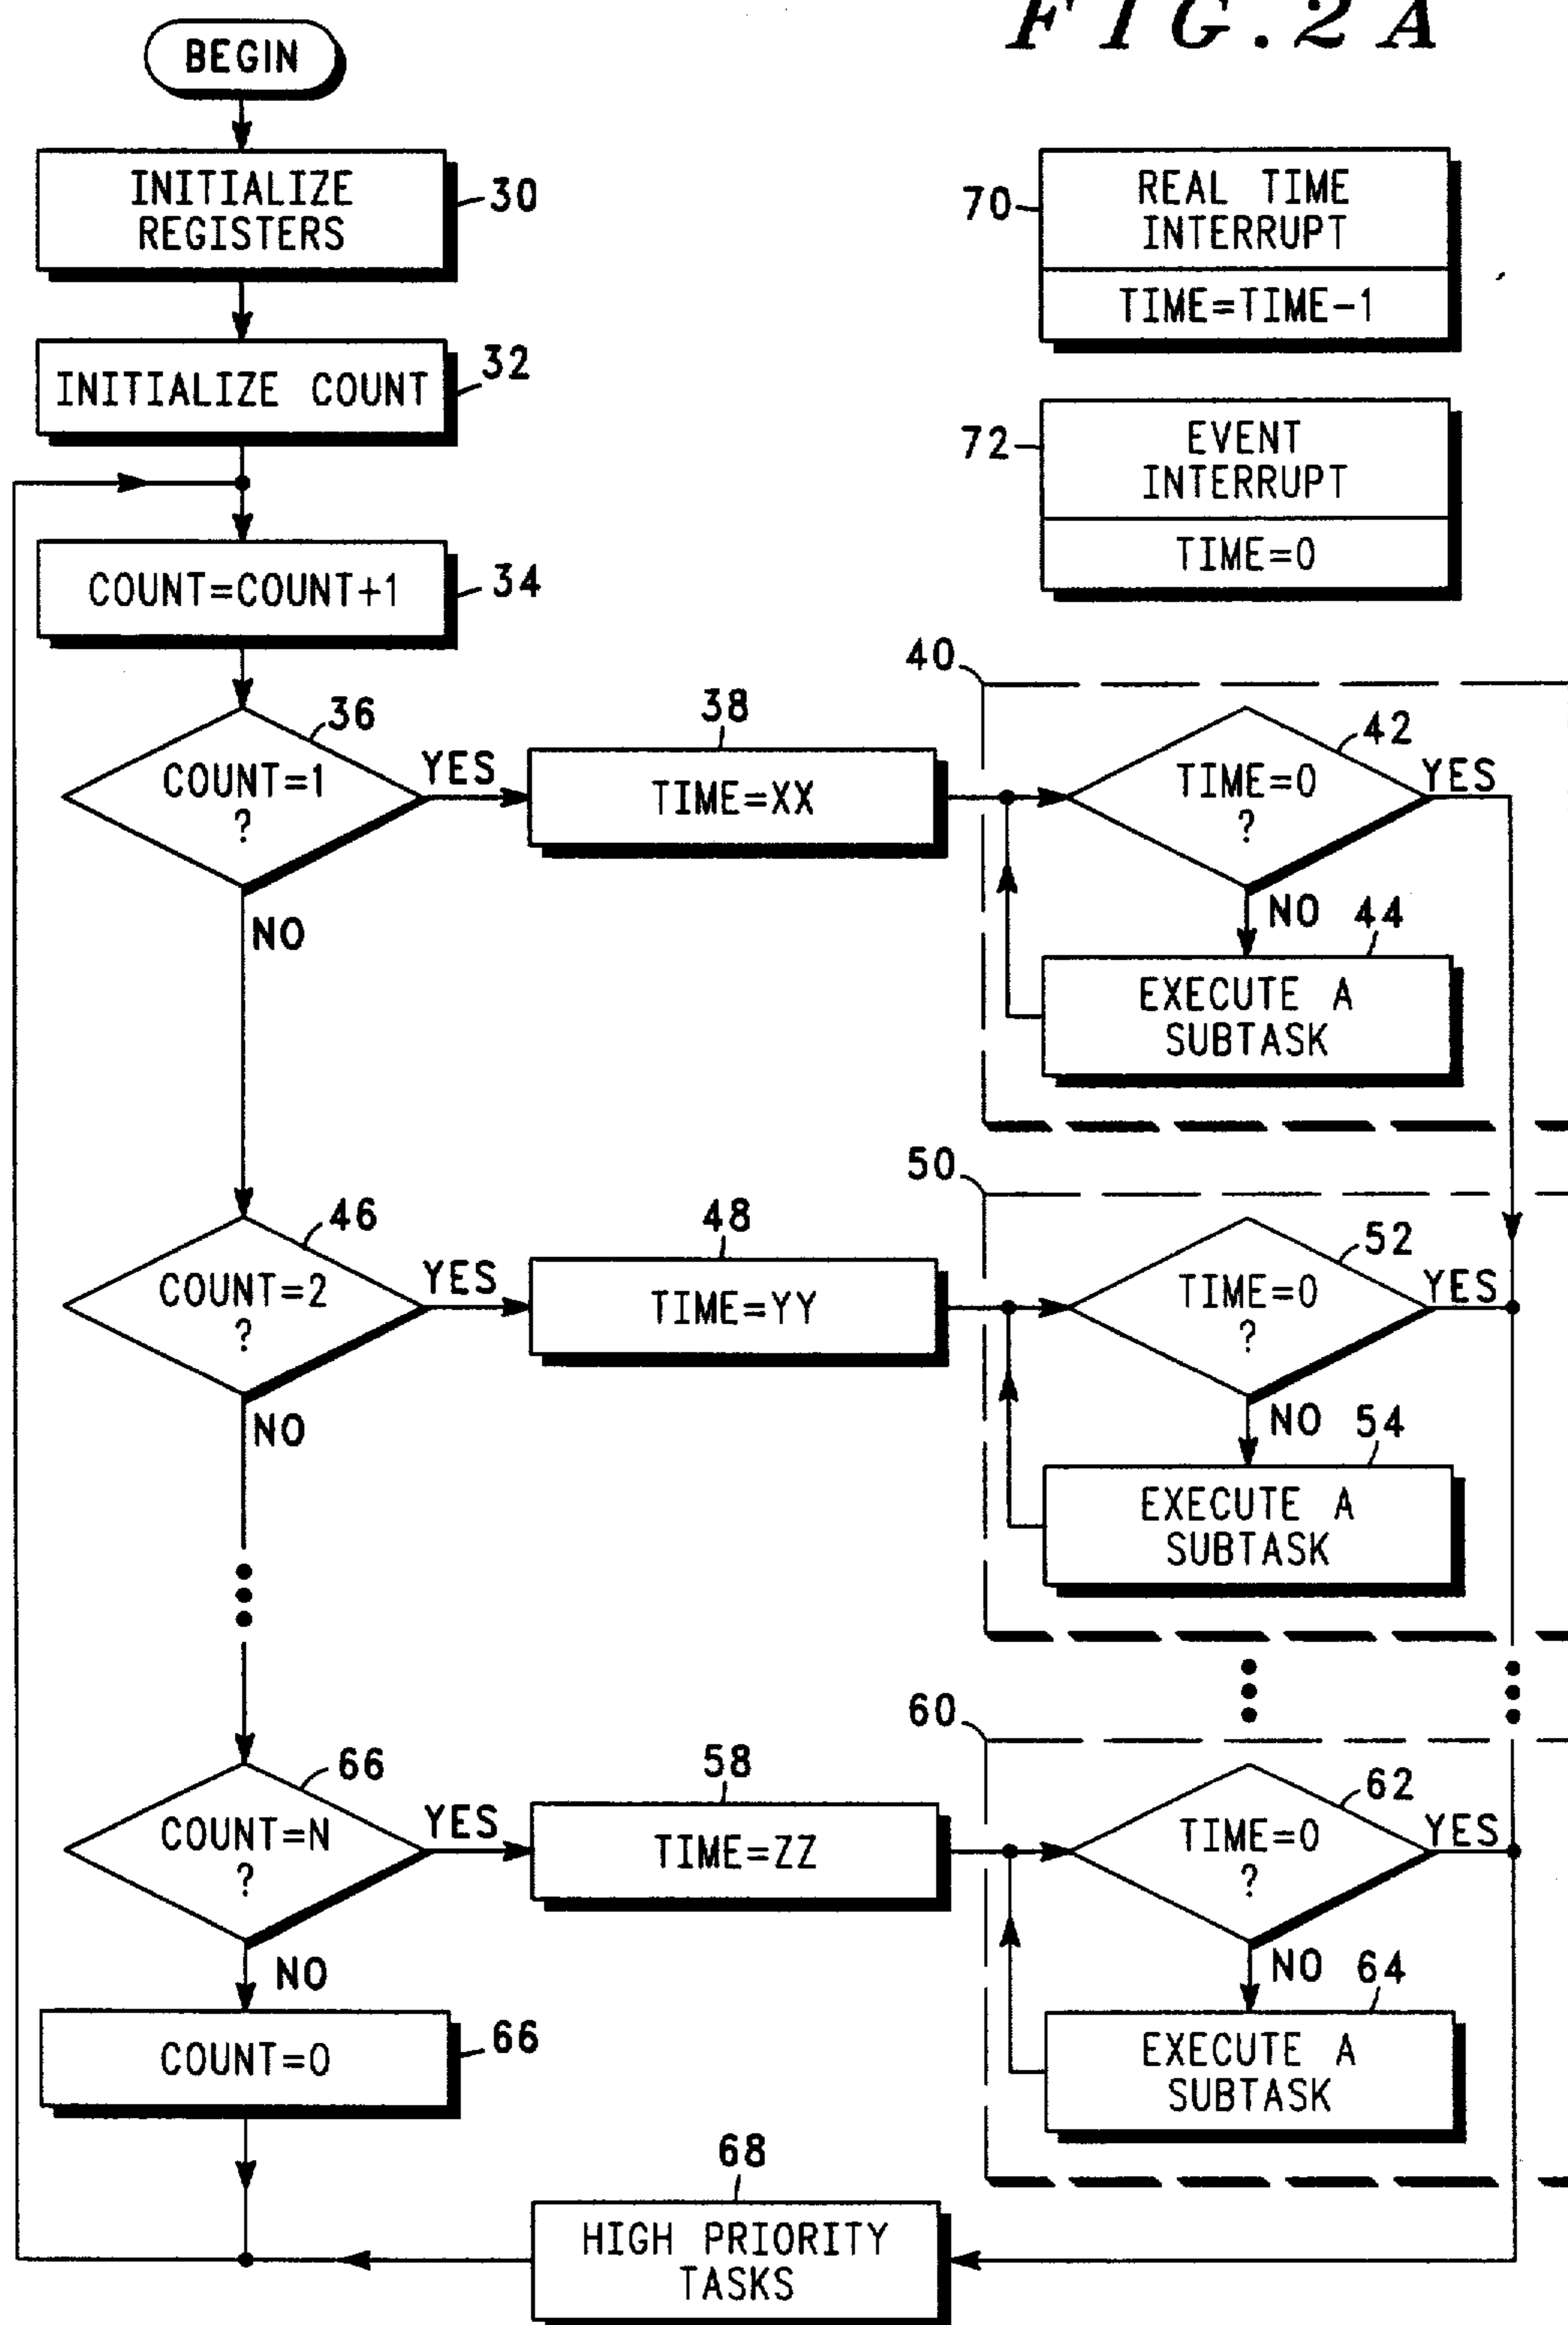 FIG.2A
BEGIN
INITIALIZE
REGISTERS
30
70
REAL TIME
INTERRUPT
TIME=TIME-1
INITIALIZE COUNT
32
72
EVENT
INTERRUPT
TIME=0
COUNT=COUNT+1
34
40
36
COUNT=1
?
YES
NO
38
TIME=XX
42
TIME=0
?
YES
NO
44
EXECUTE A
SUBTASK
50
46
COUNT=2
?
YES
NO
48
TIME=YY
52
TIME=0
?
YES
NO
54
EXECUTE A
SUBTASK
60
66
COUNT=N
?
YES
NO
58
TIME=ZZ
62
TIME=0
?
YES
NO
64
EXECUTE A
SUBTASK
COUNT=0
66
68
HIGH PRIORITY
TASKS